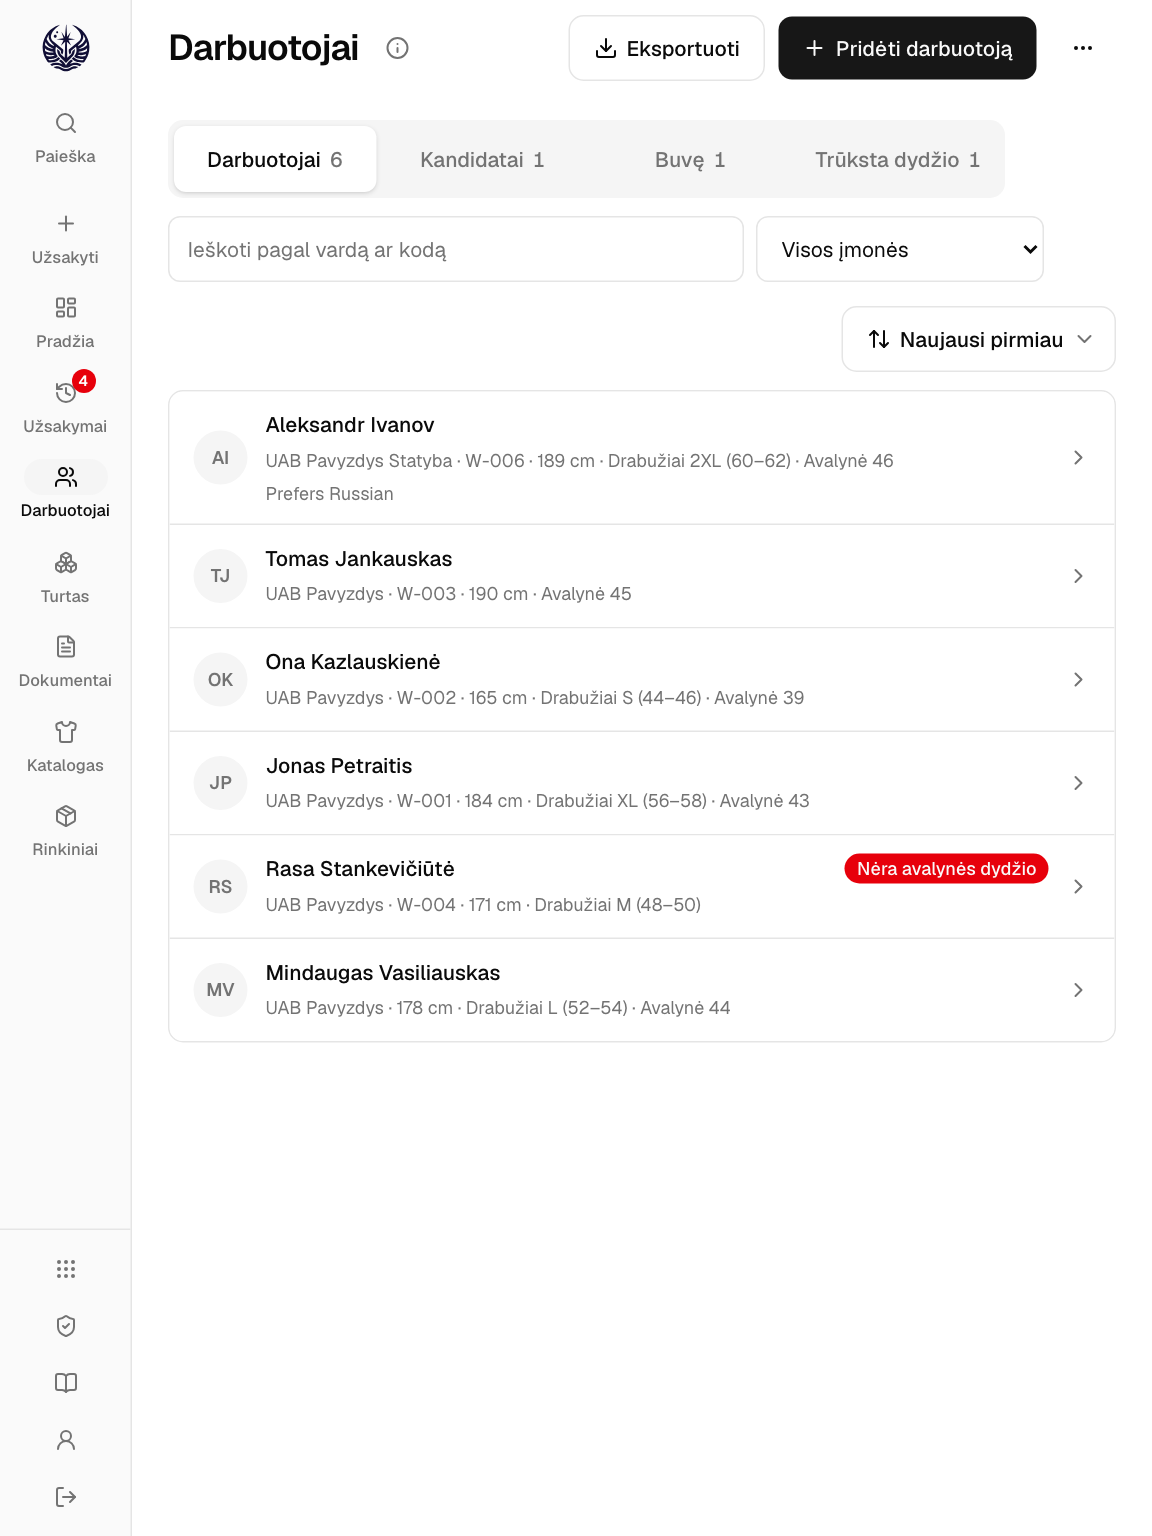 Darbuotojai
Eksportuoti
Pridėti darbuotoją
Paieška
Užsakyti
Pradžia
4
Užsakymai
Darbuotojai
Turtas
Dokumentai
Katalogas
Rinkiniai
Darbuotojai 6
Kandidatai 1
Buvę 1
Trūksta dydžio 1
Ieškoti pagal vardą ar kodą
Visos įmonės
Naujausi pirmiau
AI
Aleksandr Ivanov
UAB Pavyzdys Statyba · W-006 · 189 cm · Drabužiai 2XL (60–62) · Avalynė 46
Prefers Russian
TJ
Tomas Jankauskas
UAB Pavyzdys · W-003 · 190 cm · Avalynė 45
OK
Ona Kazlauskienė
UAB Pavyzdys · W-002 · 165 cm · Drabužiai S (44–46) · Avalynė 39
JP
Jonas Petraitis
UAB Pavyzdys · W-001 · 184 cm · Drabužiai XL (56–58) · Avalynė 43
RS
Rasa Stankevičiūtė
Nėra avalynės dydžio
UAB Pavyzdys · W-004 · 171 cm · Drabužiai M (48–50)
MV
Mindaugas Vasiliauskas
UAB Pavyzdys · 178 cm · Drabužiai L (52–54) · Avalynė 44